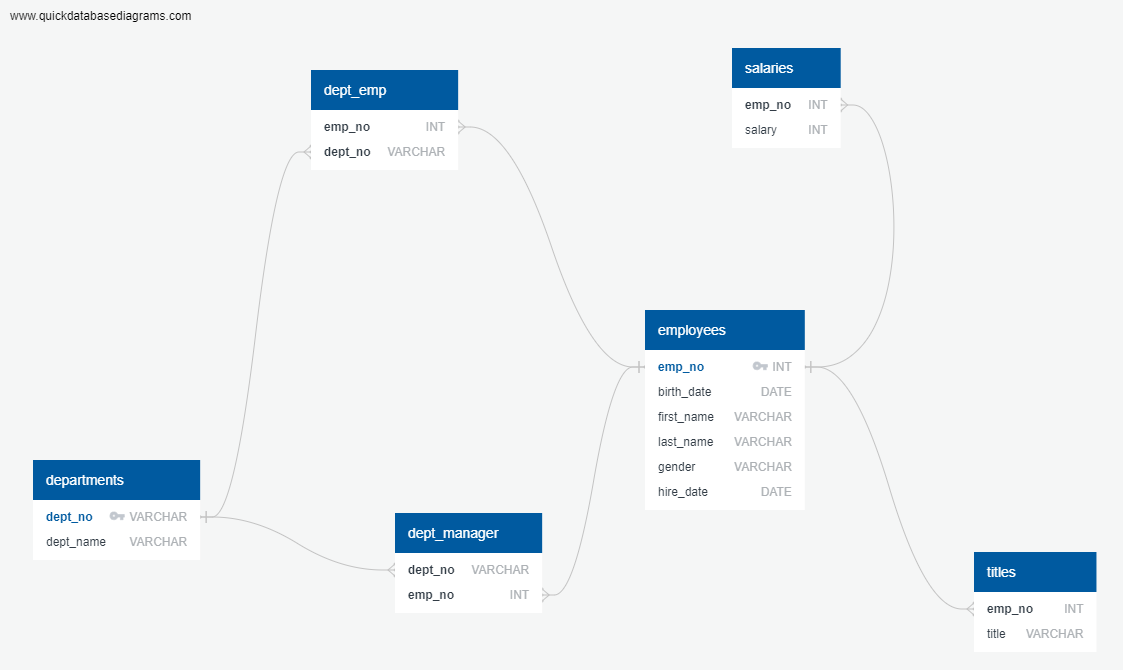 www.quickdatabasediagrams.com
salaries
emp_no INT
salary INT
dept_emp
emp_no INT
dept_no VARCHAR
employees
emp_no INT
birth_date DATE
first_name VARCHAR
last_name VARCHAR
gender VARCHAR
hire_date DATE
departments
dept_no VARCHAR
dept_name VARCHAR
dept_manager
dept_no VARCHAR
emp_no INT
titles
emp_no INT
title VARCHAR